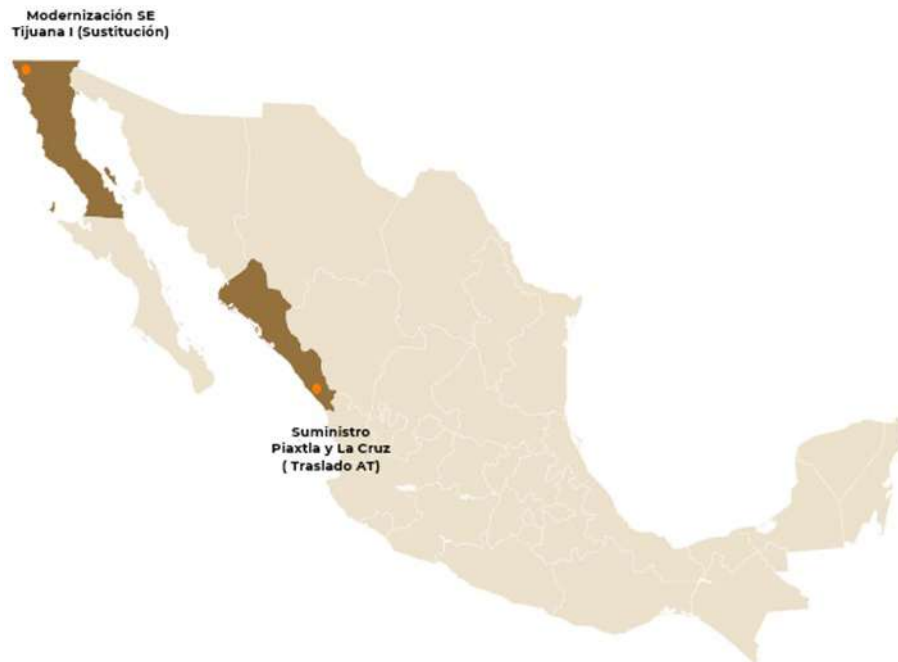 Modernización SE
Tijuana I (Sustitución)
Suministro
Piaxtla y La Cruz
( Traslado AT)